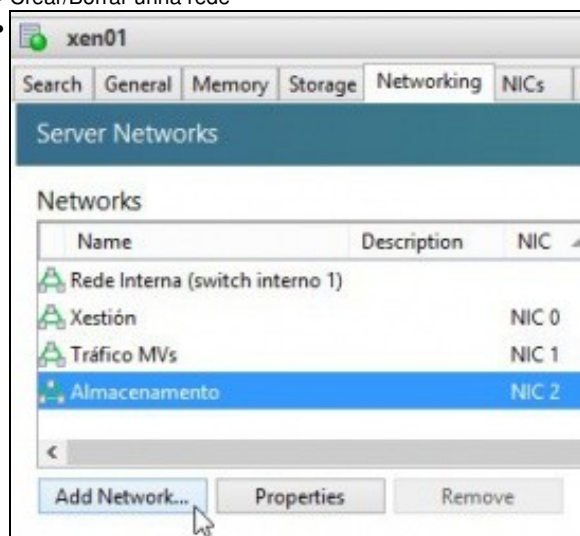 Crear/Borrar unha rede
xen01
Search General Memory Storage Networking NICs
Server Networks
Networks
Name Description NIC
Rede Interna (switch interno 1)
Xestión NIC 0
Tráfico MVs NIC 1
Almacenamento NIC 2
Add Network... Properties Remove